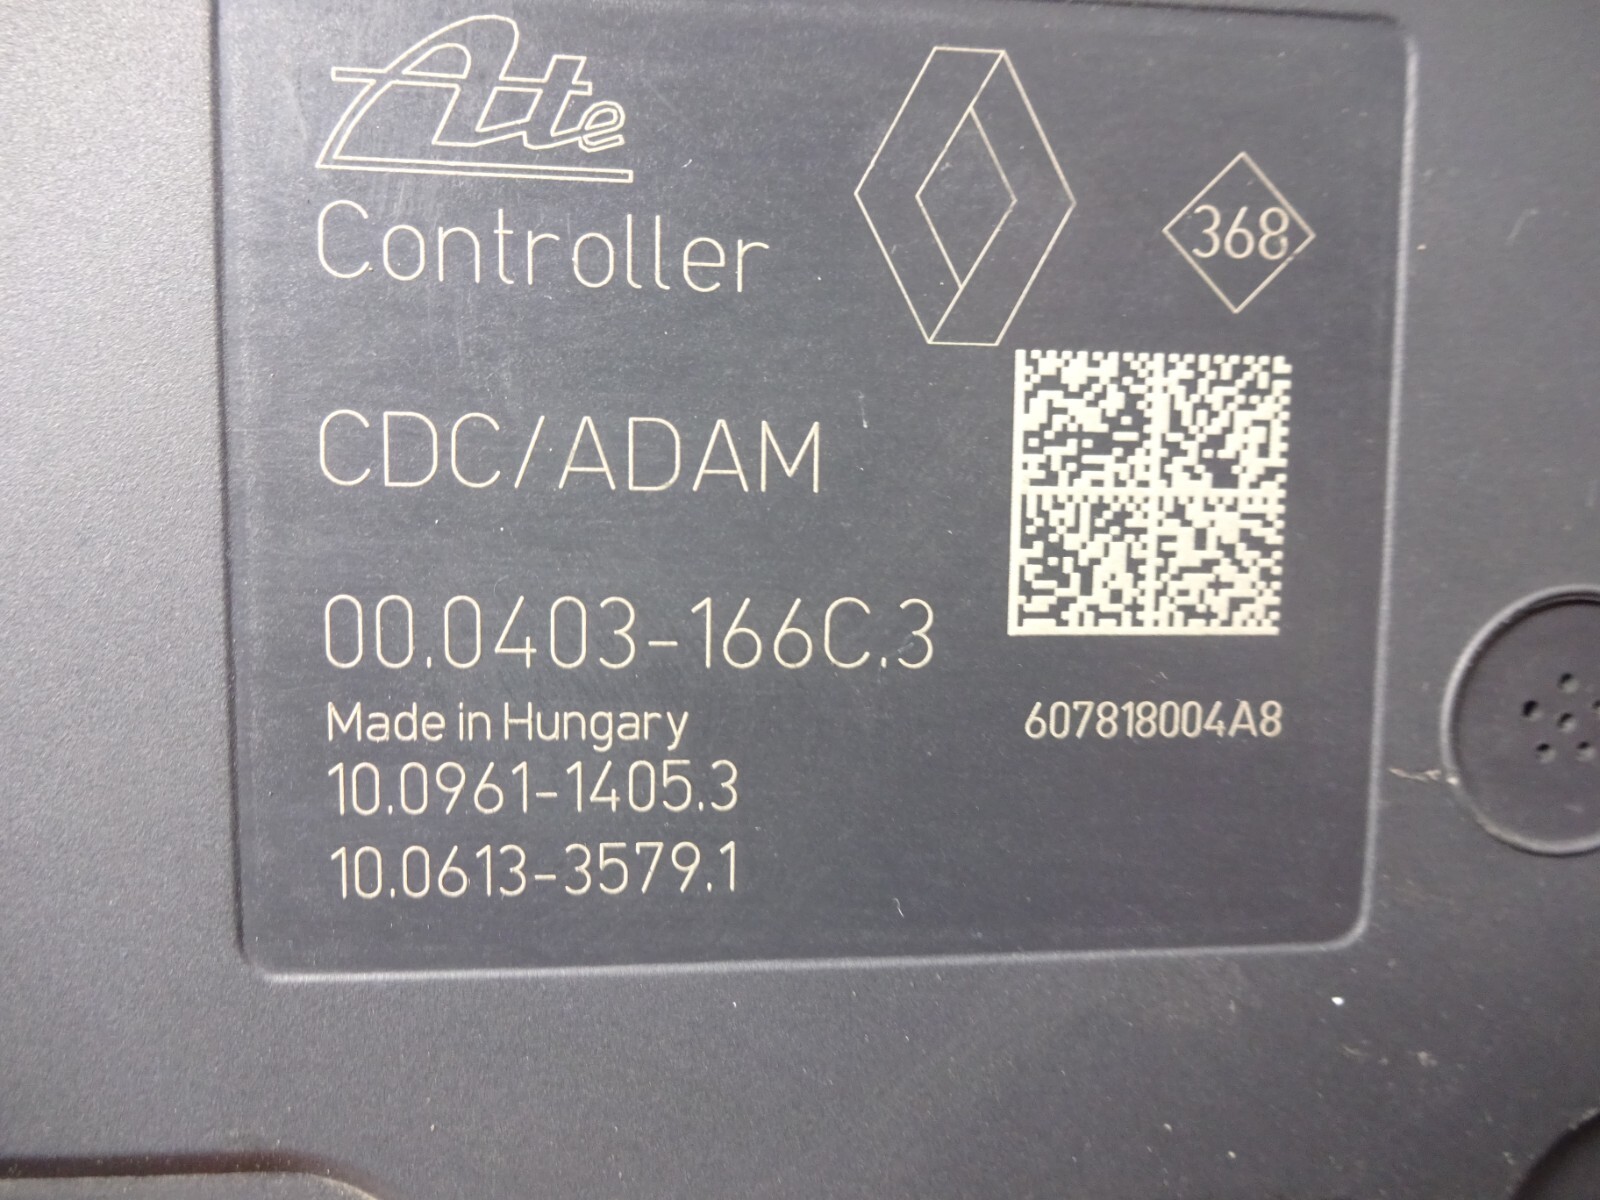 Ate
Controller
368
CDC/ADAM
00.0403-166C.3
Made in Hungary
607818004A8
10.0961-1405.3
10.0613-3579.1